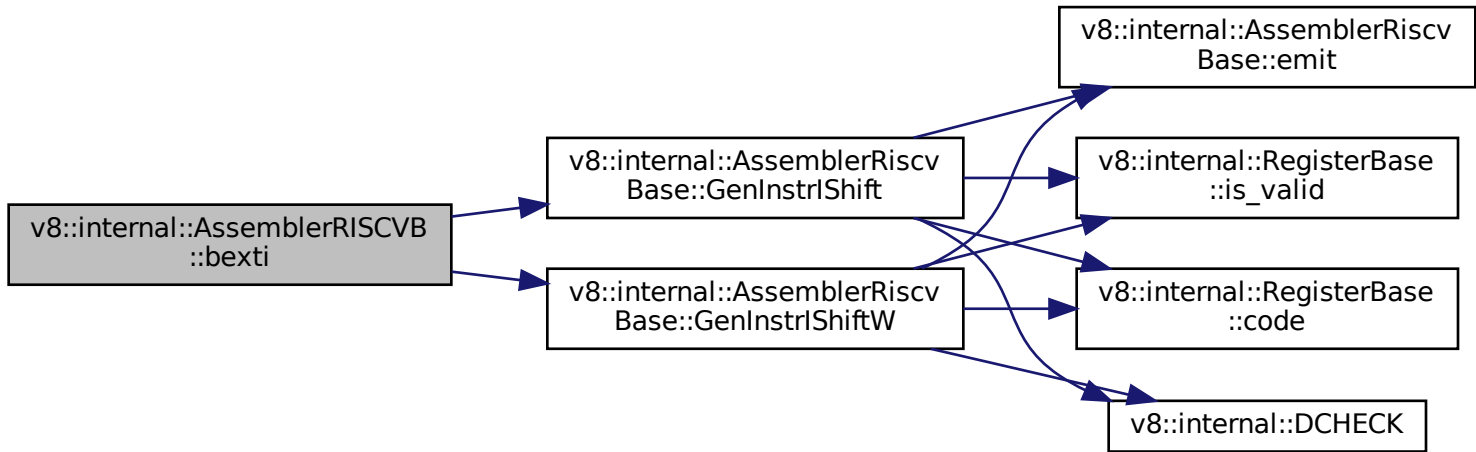 v8::internal::AssemblerRISCVB
::bexti
v8::internal::AssemblerRiscv
Base::GenInstrIShift
v8::internal::AssemblerRiscv
Base::GenInstrIShiftW
v8::internal::AssemblerRiscv
Base::emit
v8::internal::RegisterBase
::is_valid
v8::internal::RegisterBase
::code
v8::internal::DCHECK